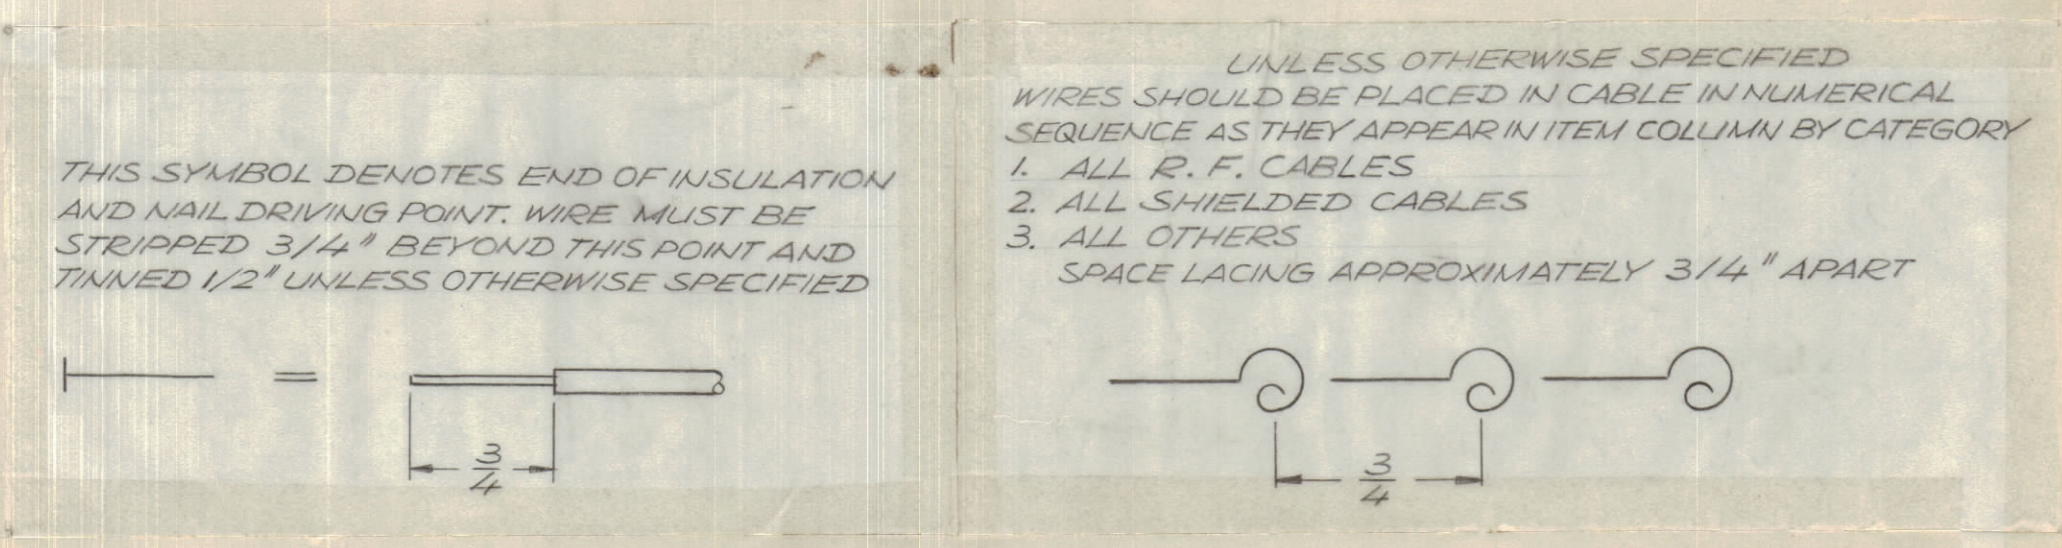 THIS SYMBOL DENOTES END OF INSULATION
AND NAIL DRIVING POINT. WIRE MUST BE
STRIPPED 3/4" BEYOND THIS POINT AND
TINNED 1/2" UNLESS OTHERWISE SPECIFIED
=
3/4
UNLESS OTHERWISE SPECIFIED
WIRES SHOULD BE PLACED IN CABLE IN NUMERICAL
SEQUENCE AS THEY APPEAR IN ITEM COLUMN BY CATEGORY
1. ALL R. F. CABLES
2. ALL SHIELDED CABLES
3. ALL OTHERS
SPACE LACING APPROXIMATELY 3/4" APART
3/4